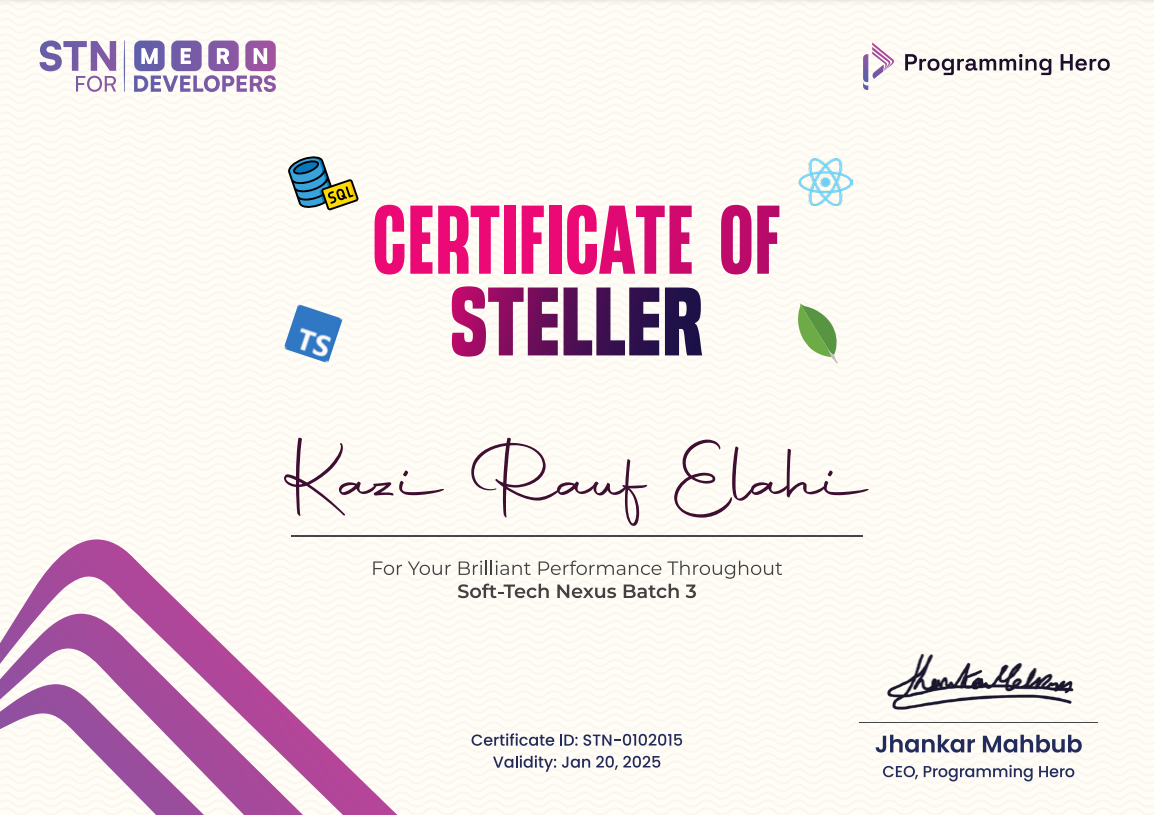 STN MERN
FOR DEVELOPERS
Programming Hero
SQL
CERTIFICATE OF
STELLER
TS
Kazi Rauf Elahi
For Your Brilliant Performance Throughout
Soft-Tech Nexus Batch 3
Certificate ID: STN-0102015
Validity: Jan 20, 2025
Jhankar Mahbub
Jhankar Mahbub
CEO, Programming Hero